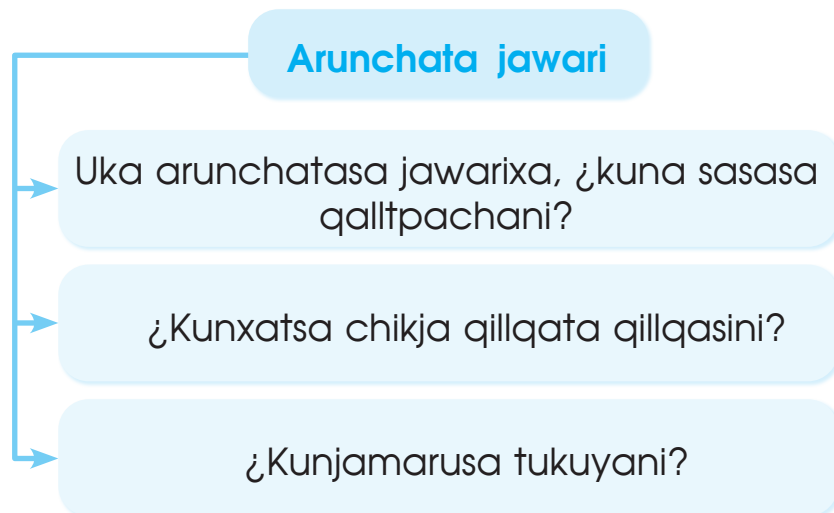 Arunchata jawari
Uka arunchatasa jawarixa, ¿kuna sasasa
qalltpachani?
¿Kunxatsa chikja qillqata qillqasini?
¿Kunjamarusa tukuyani?